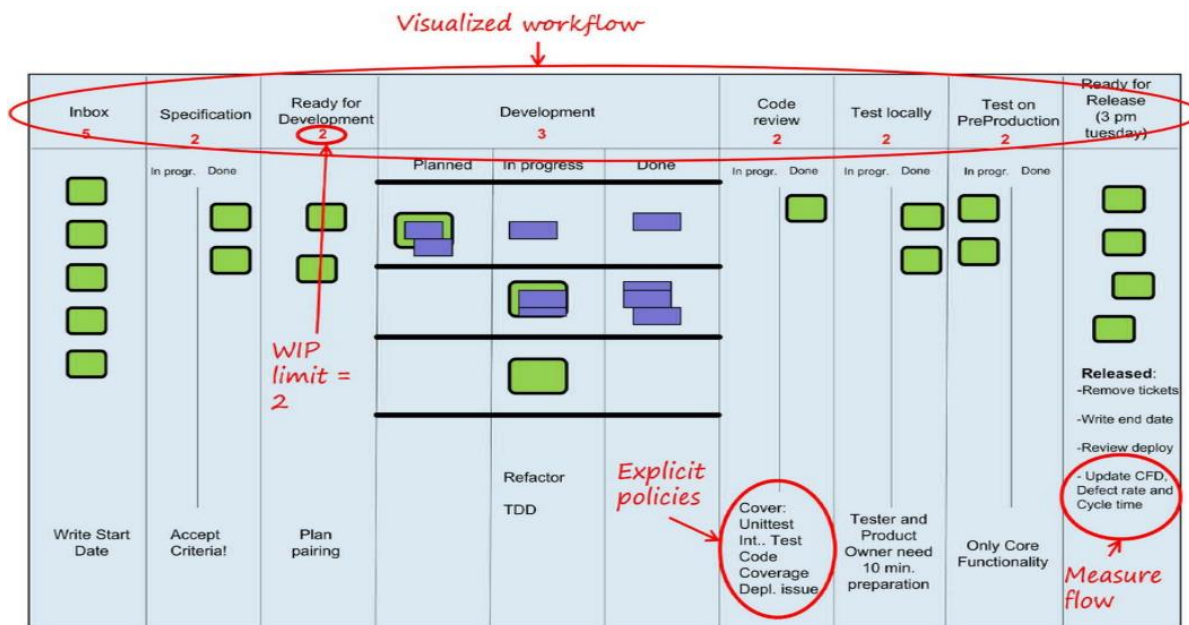 Visualized workflow
Inbox
5
Specification
2
Ready for
Development
2
Development
3
Code
review
2
Test locally
2
Test on
PreProduction
2
Ready for
Release
(3 pm
tuesday)
In progr. Done
Planned
In progress
Done
In progr. Done
In progr. Done
In progr. Done
WIP
limit =
2
Explicit
policies
Refactor
TDD
Released:
-Remove tickets
-Write end date
-Review deploy
- Update CFD,
Defect rate and
Cycle time
Write Start
Date
Accept
Criteria!
Plan
pairing
Cover:
Unittest
Int.. Test
Code
Coverage
Depl. issue
Tester and
Product
Owner need
10 min.
preparation
Only Core
Functionality
Measure
flow